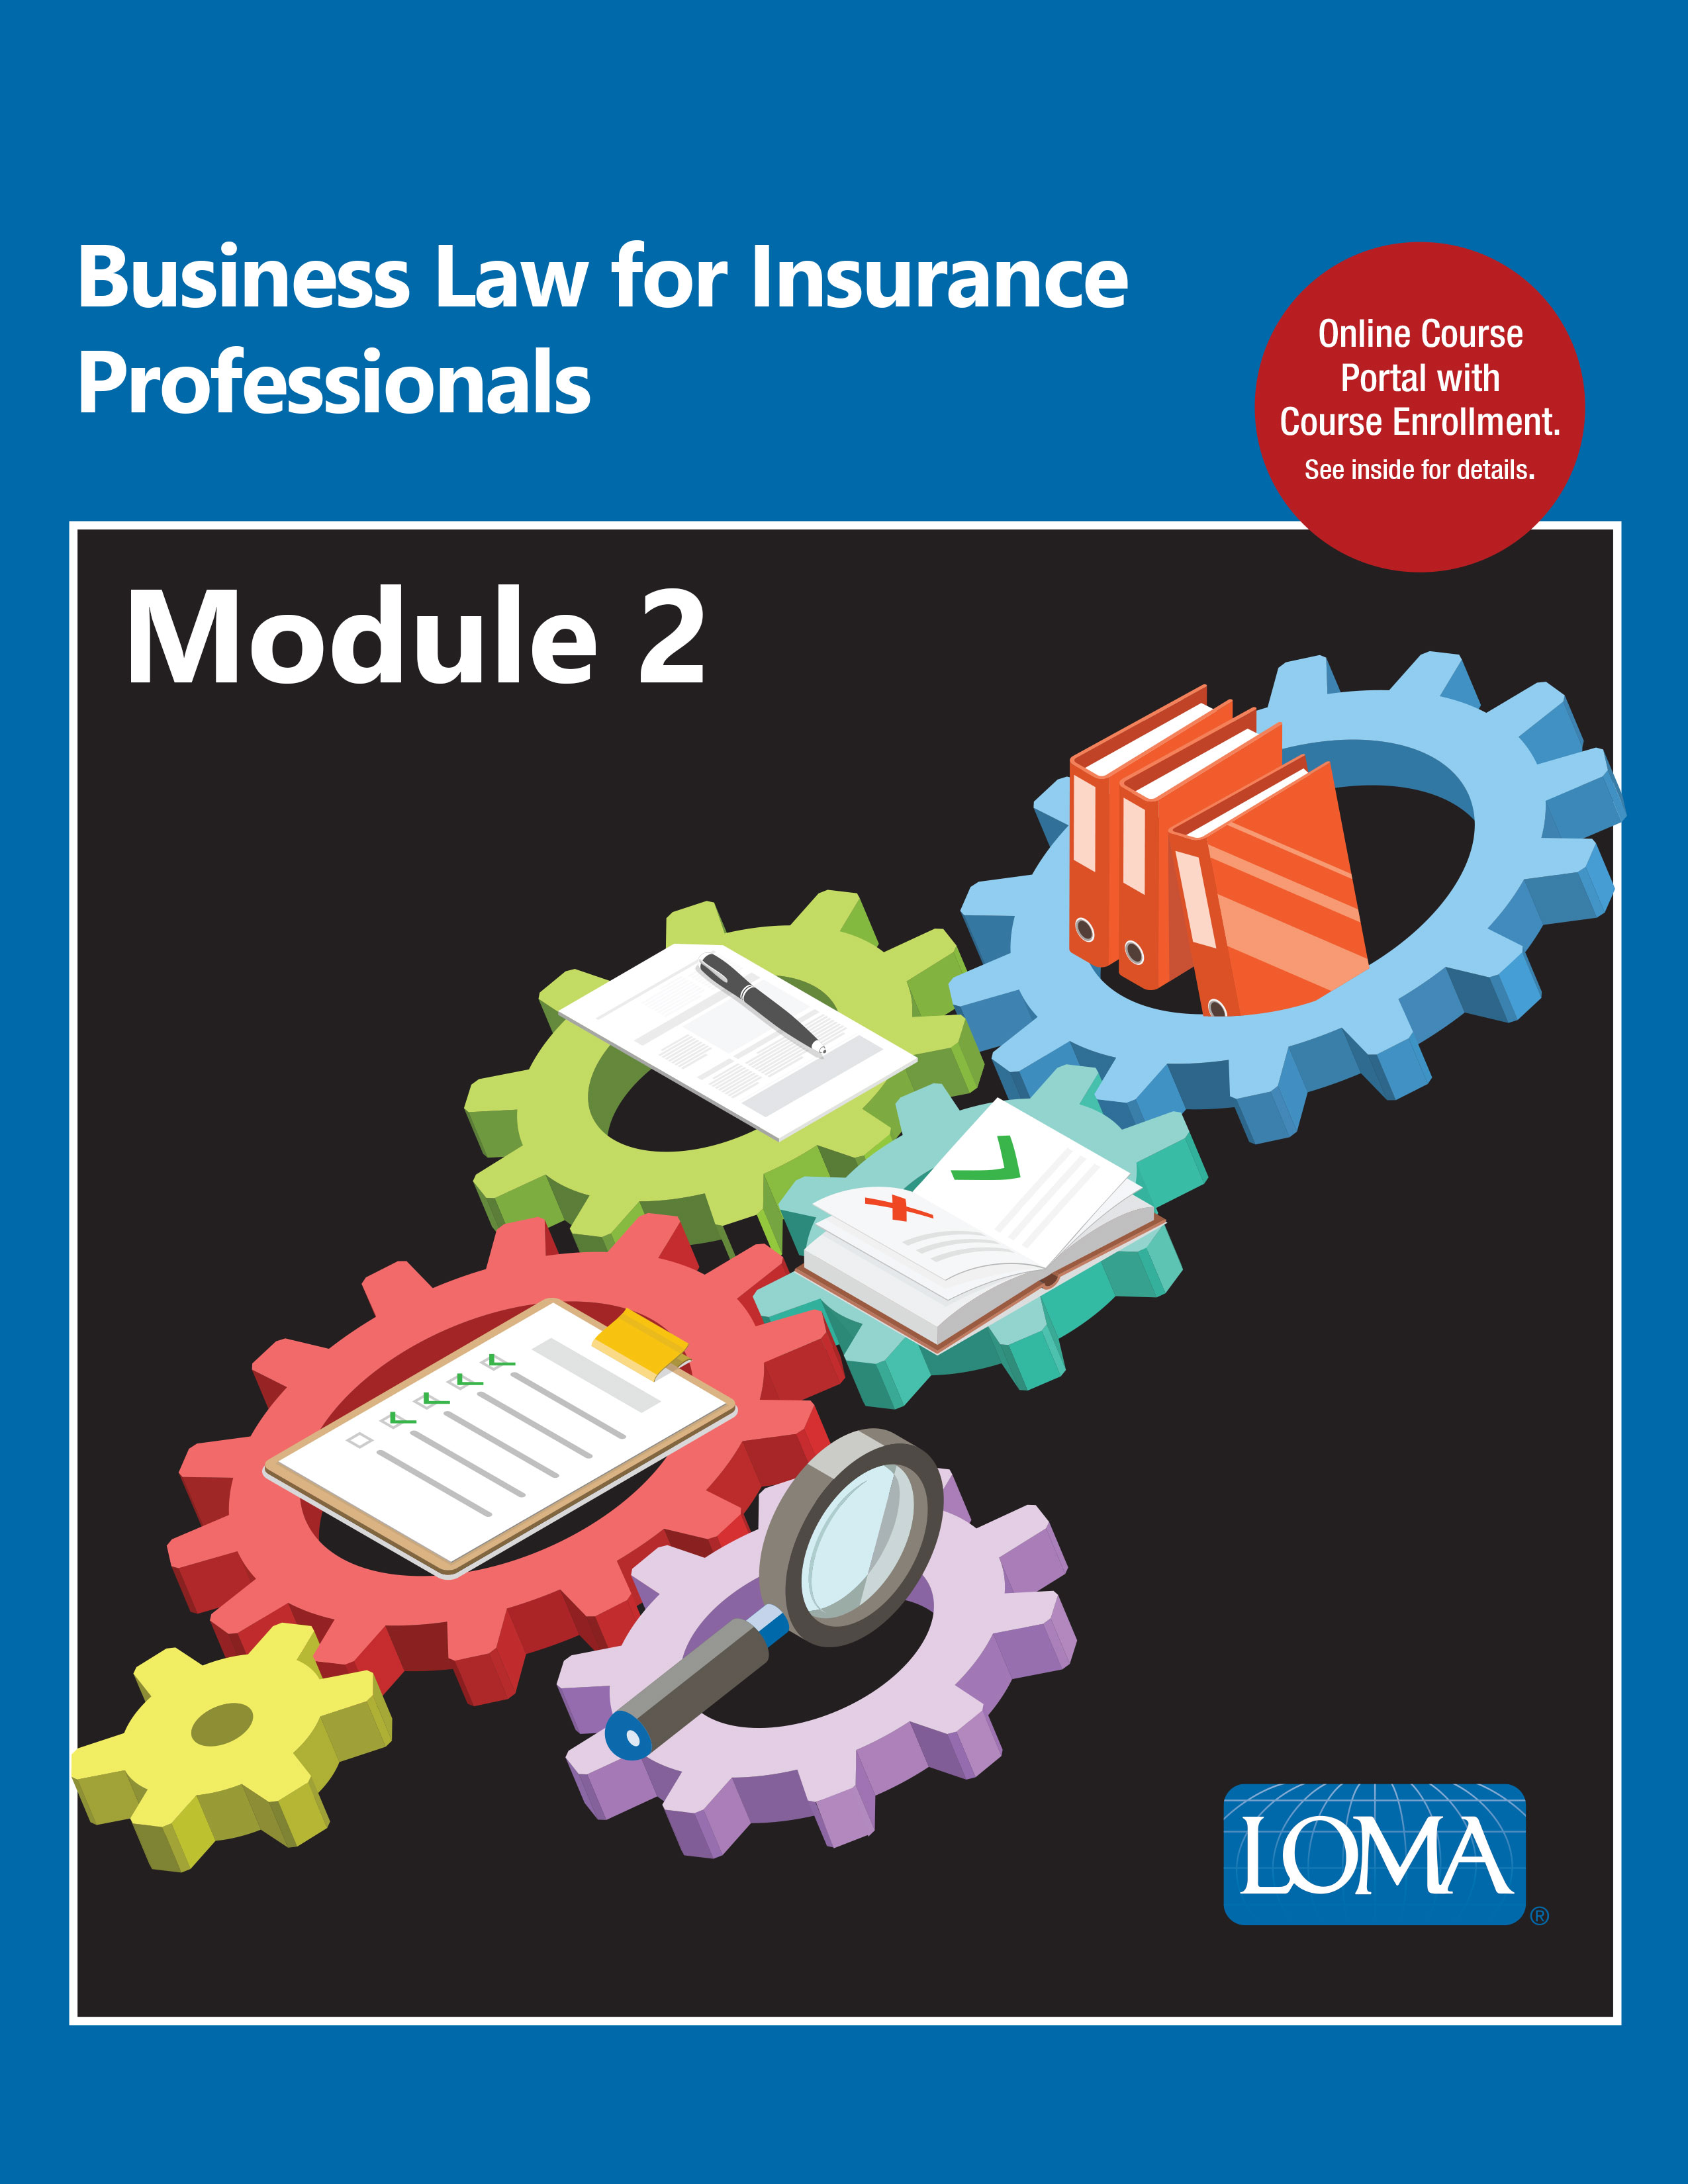 Business Law for Insurance
Professionals
Online Course
Portal with
Course Enrollment.
See inside for details.
Module 2
LOMA
®